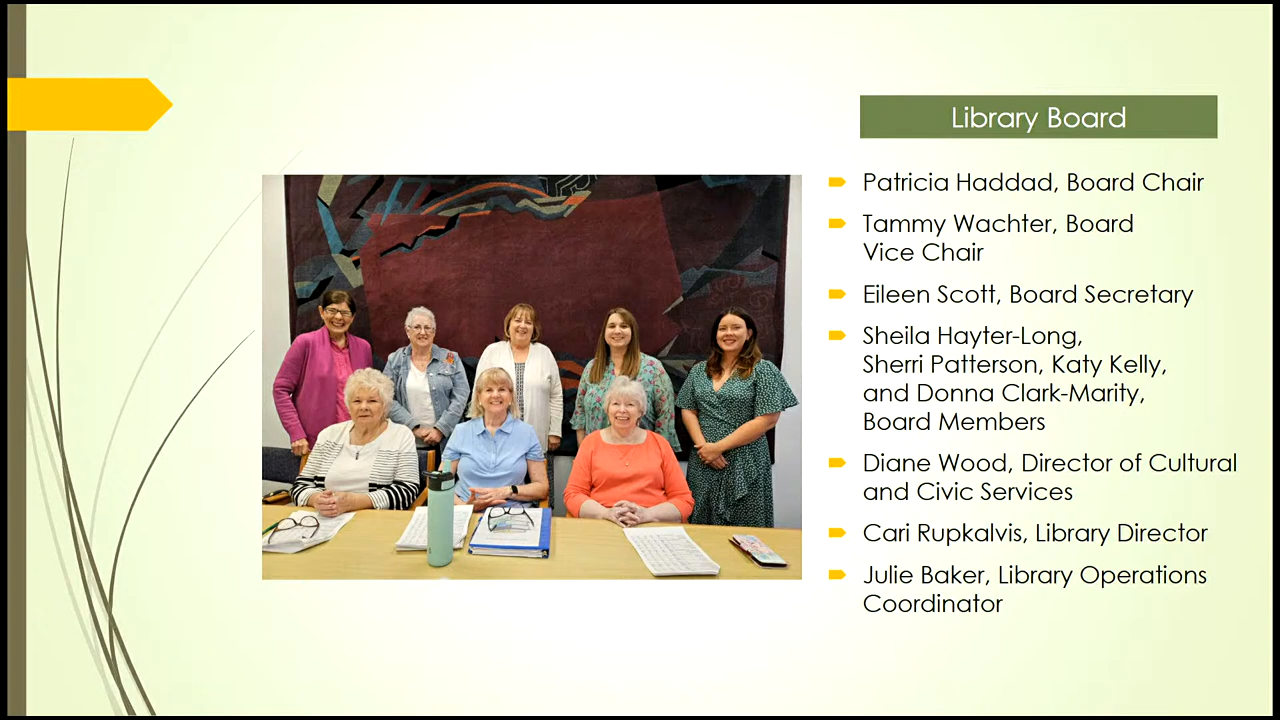 Library Board
Patricia Haddad, Board Chair
Tammy Wachter, Board
Vice Chair
Eileen Scott, Board Secretary
Sheila Hayter-Long,
Sherri Patterson, Katy Kelly,
and Donna Clark-Marity,
Board Members
Diane Wood, Director of Cultural
and Civic Services
Cari Rupkalvis, Library Director
Julie Baker, Library Operations
Coordinator